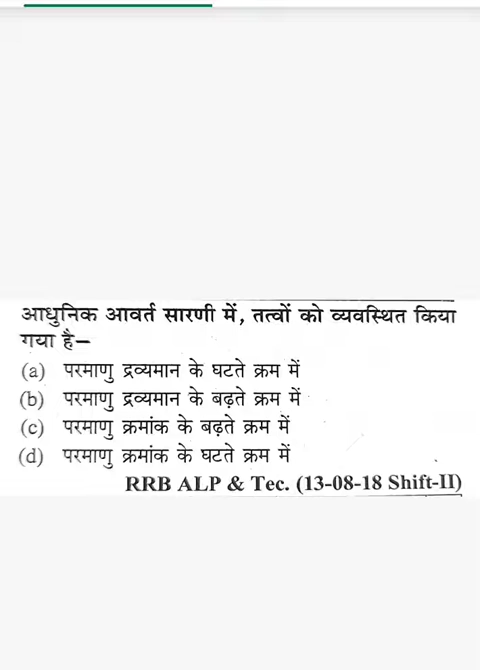 आधुनिक आवर्त सारणी में, तत्वों को व्यवस्थित किया
गया है–
(a) परमाणु द्रव्यमान के घटते क्रम में
(b) परमाणु द्रव्यमान के बढ़ते क्रम में
(c) परमाणु क्रमांक के बढ़ते क्रम में
(d) परमाणु क्रमांक के घटते क्रम में
RRB ALP & Tec. (13-08-18 Shift-II)